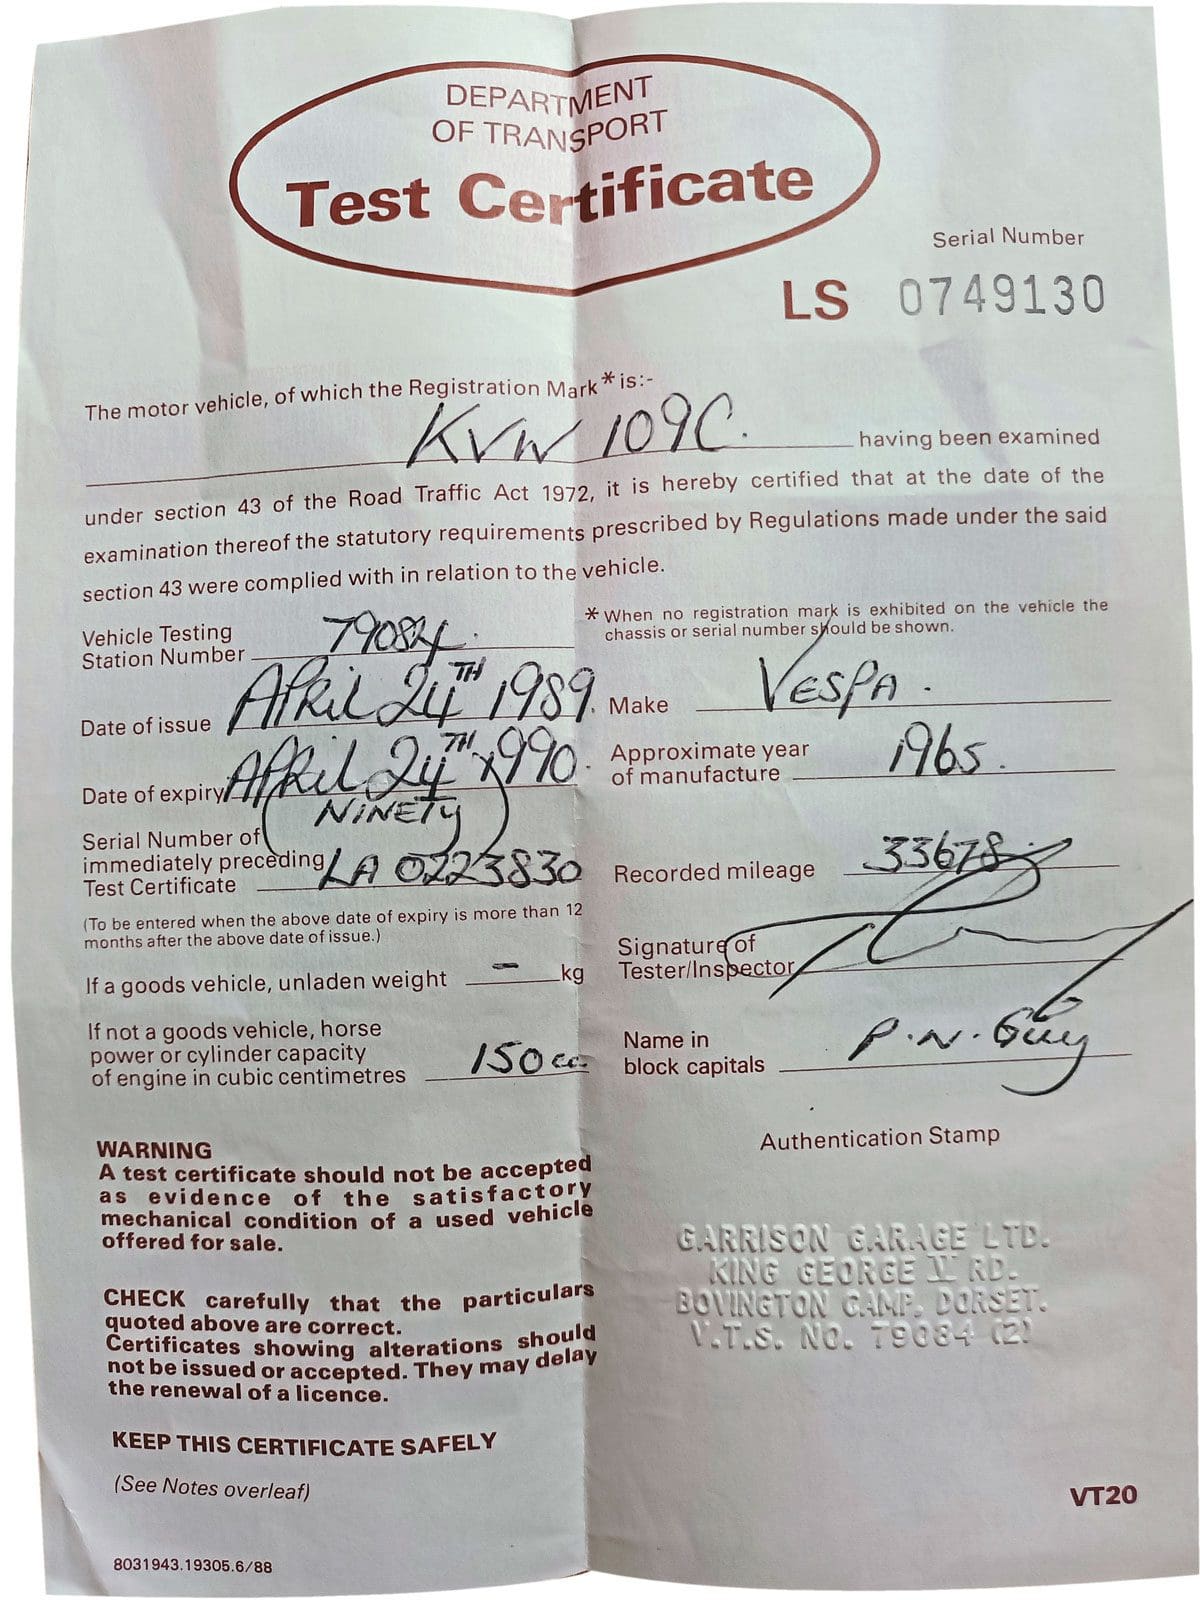 DEPARTMENT
OF TRANSPORT
Test Certificate
Serial Number
LS 0749130
The motor vehicle, of which the Registration Mark * is:-
KVW 109C. having been examined
under section 43 of the Road Traffic Act 1972, it is hereby certified that at the date of the
examination thereof the statutory requirements prescribed by Regulations made under the said
section 43 were complied with in relation to the vehicle.
* When no registration mark is exhibited on the vehicle the
chassis or serial number should be shown.
Vehicle Testing
Station Number 79084.
Date of issue APRil 24TH 1989.
Date of expiry APRil 24TH 1990.
(NINETY)
Serial Number of
immediately preceding
Test Certificate LA 0223830
(To be entered when the above date of expiry is more than 12
months after the above date of issue.)
If a goods vehicle, unladen weight – kg
If not a goods vehicle, horse
power or cylinder capacity
of engine in cubic centimetres 150cc.
Make VESPA.
Approximate year
of manufacture 1965.
Recorded mileage 33678
Signature of
Tester/Inspector
Name in
block capitals P.N. Guy
WARNING
A test certificate should not be accepted
as evidence of the satisfactory
mechanical condition of a used vehicle
offered for sale.
CHECK carefully that the particulars
quoted above are correct.
Certificates showing alterations should
not be issued or accepted. They may delay
the renewal of a licence.
KEEP THIS CERTIFICATE SAFELY
(See Notes overleaf)
8031943.19305.6/88
Authentication Stamp
GARRISON GARAGE LTD.
KING GEORGE V RD.
BOVINGTON CAMP, DORSET.
V.T.S. NO. 79084 (2)
VT20